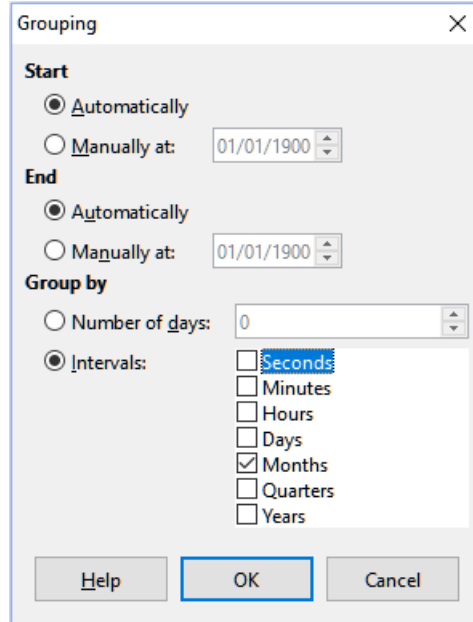 Grouping
Start
Automatically
Manually at: 01/01/1900
End
Automatically
Manually at: 01/01/1900
Group by
Number of days: 0
Intervals: Seconds
Minutes
Hours
Days
Months
Quarters
Years
Help OK Cancel